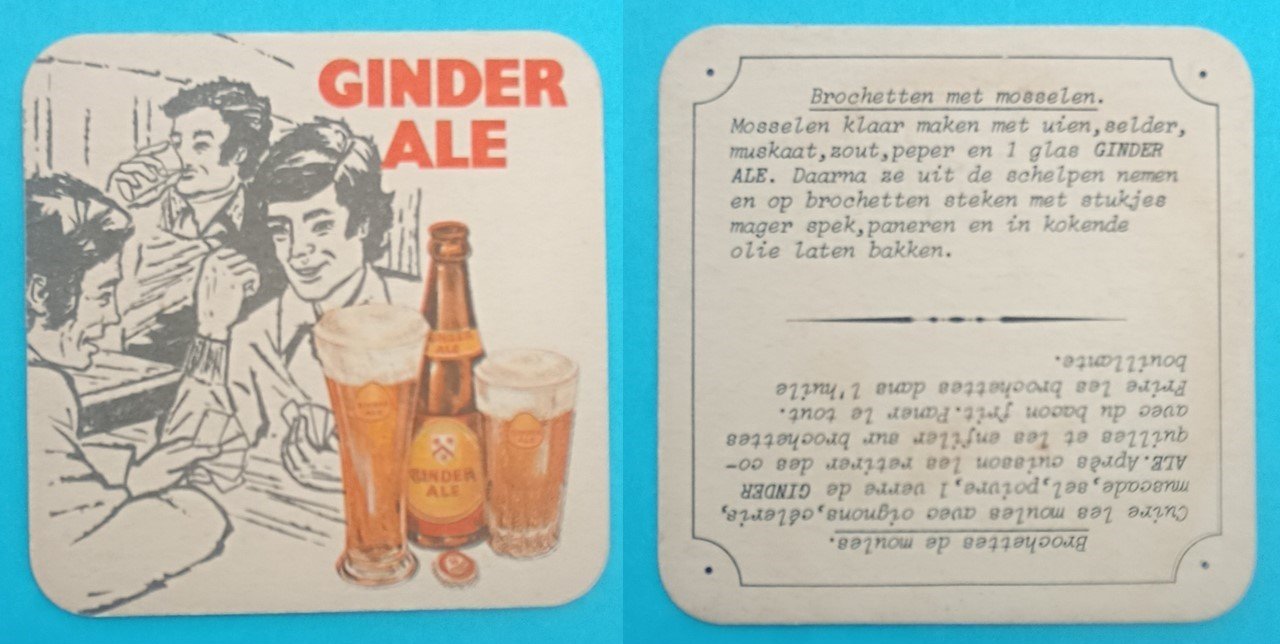 GINDER
ALE
GINDER
ALE
GINDER
ALE
Brochetten met mosselen.
Mosselen klaar maken met uien,selder,
muskaat,zout,peper en 1 glas GINDER
ALE. Daarna ze uit de schelpen nemen
en op brochetten steken met stukjes
mager spek,paneren en in kokende
olie laten bakken.
Brochettes de moules.
Cuire les moules avec oignons,céleris,
muscade,sel,poivre,1 verre de GINDER
ALE.Après cuisson les retirer des co-
quilles et les enfiler sur brochettes
avec du bacon frit.Paner le tout.
Frire les brochettes dans l'huile
bouillante.